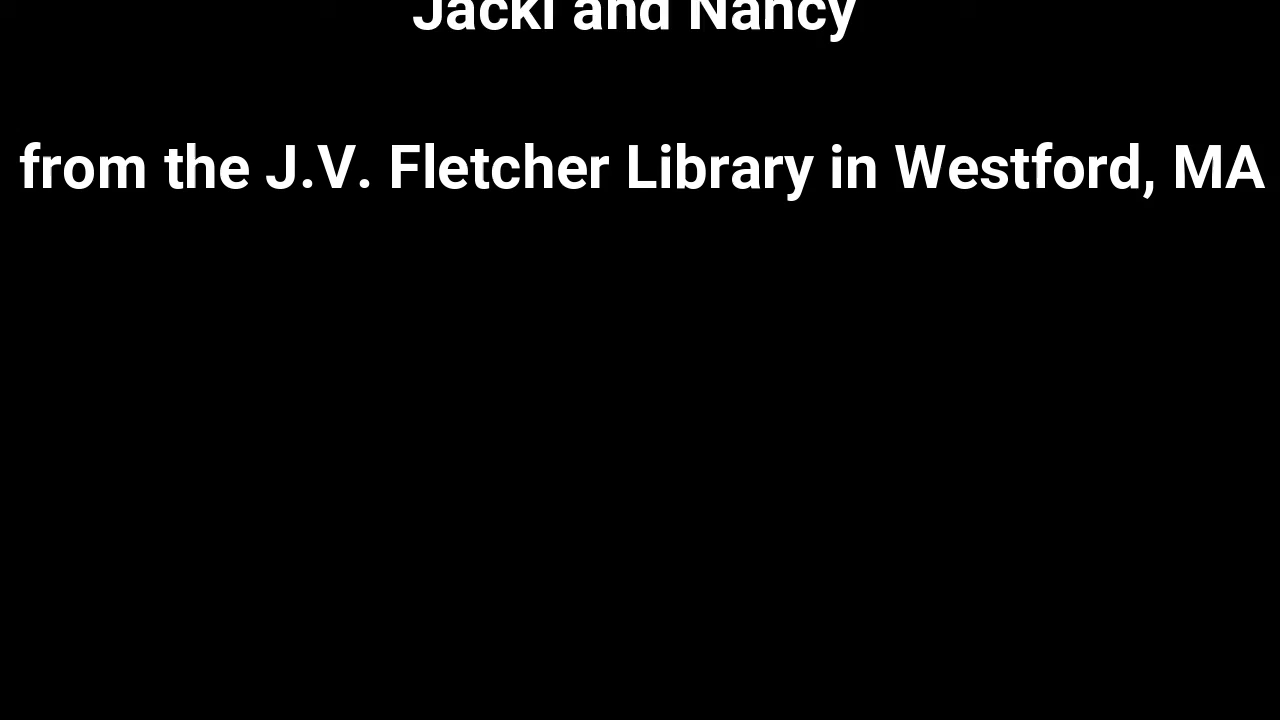 Jacki and Nancy
from the J.V. Fletcher Library in Westford, MA